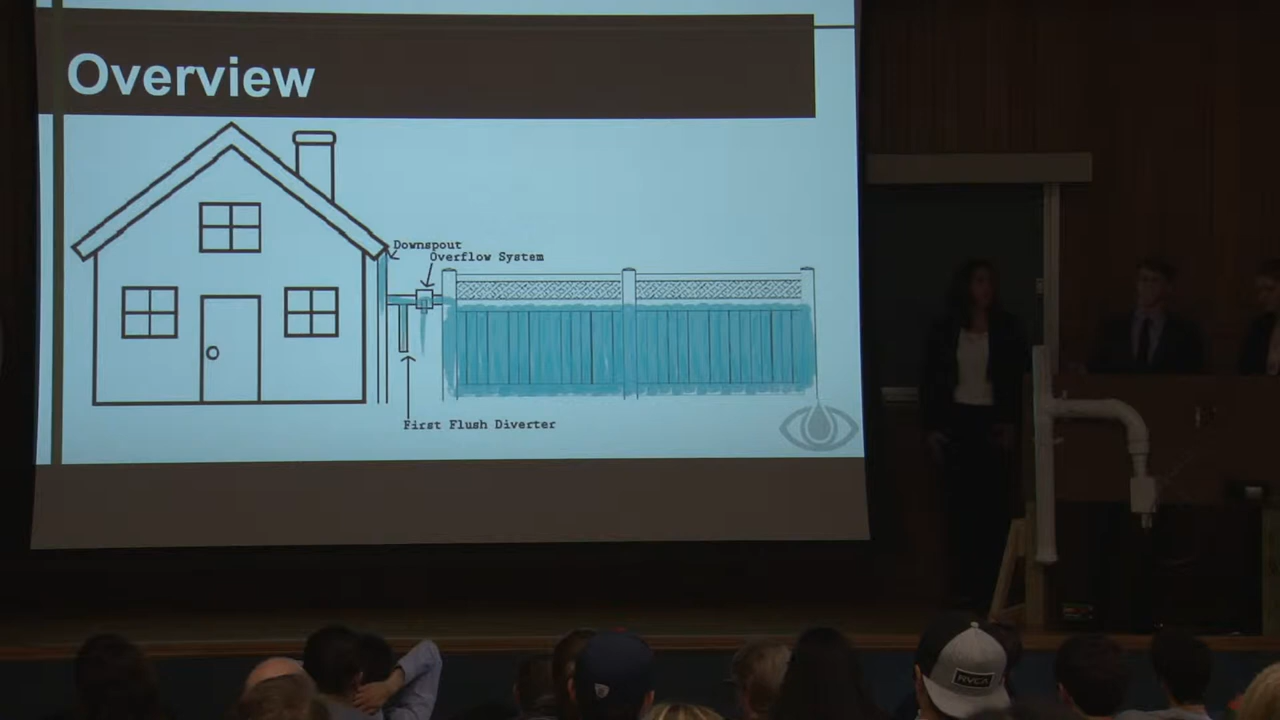 Overview
Downspout
Overflow System
First Flush Diverter
RVCA